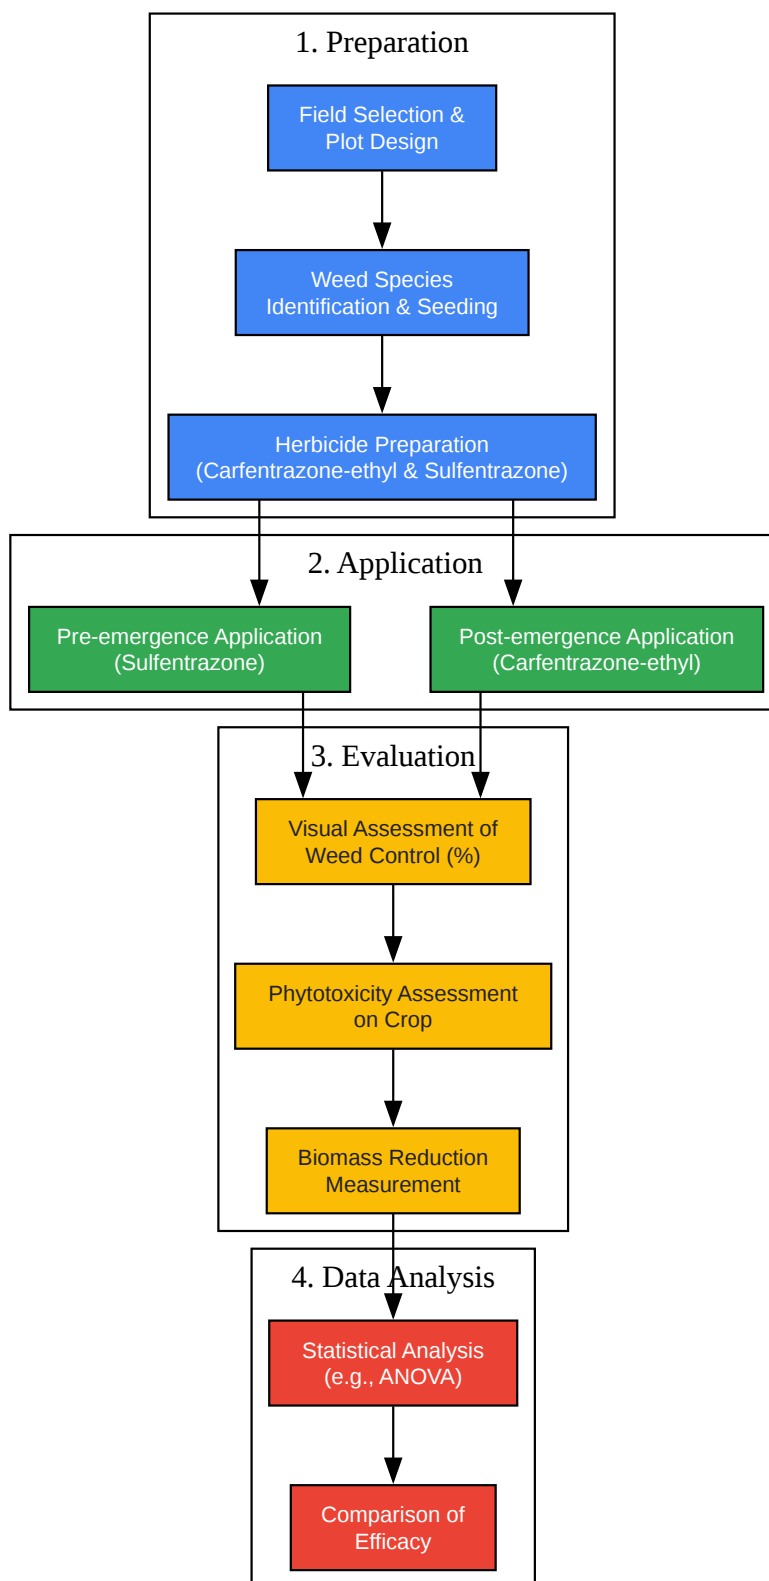 1. Preparation
Field Selection &
Plot Design
Weed Species
Identification & Seeding
Herbicide Preparation
(Carfentrazone-ethyl & Sulfentrazone)
2. Application
Pre-emergence Application
(Sulfentrazone)
Post-emergence Application
(Carfentrazone-ethyl)
3. Evaluation
Visual Assessment of
Weed Control (%)
Phytotoxicity Assessment
on Crop
Biomass Reduction
Measurement
4. Data Analysis
Statistical Analysis
(e.g., ANOVA)
Comparison of
Efficacy